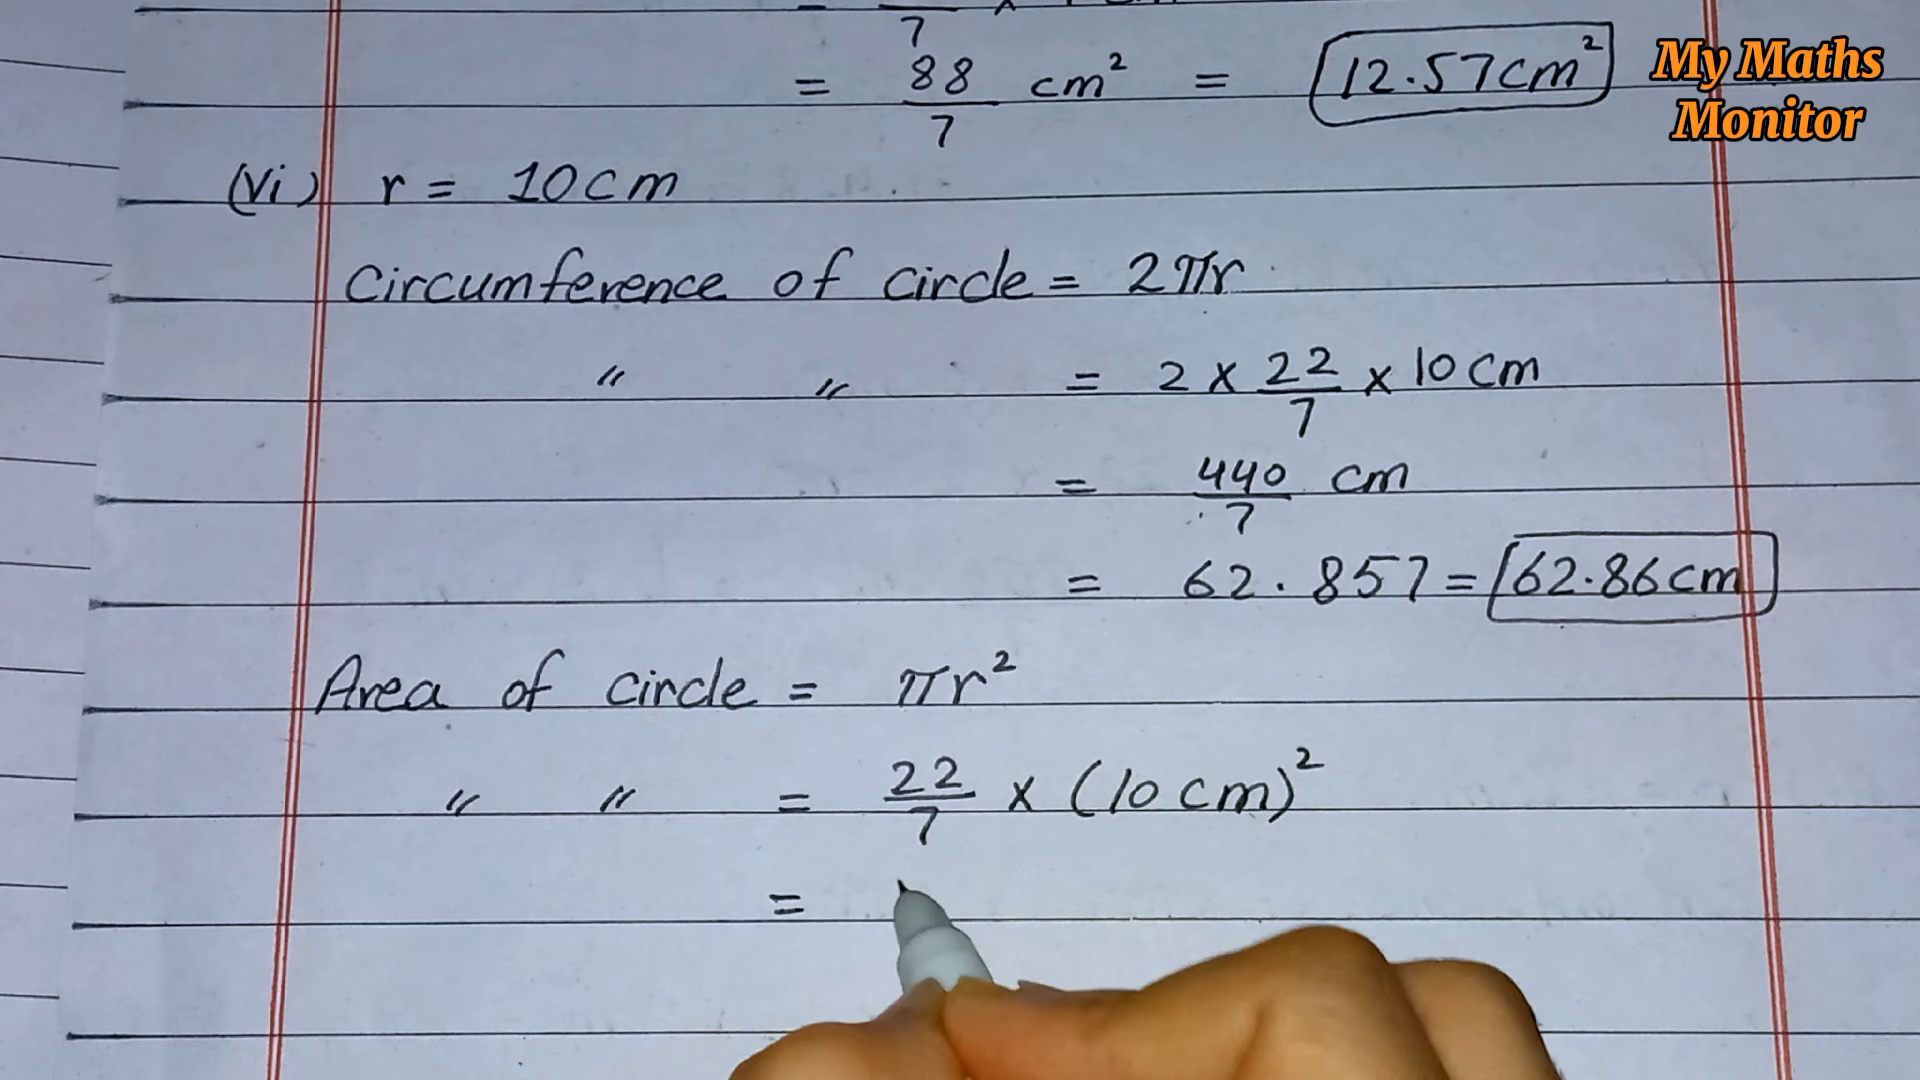 7
= 88/7 cm² = 12.57cm²
My Maths Monitor
(vi) r = 10cm
Circumference of circle = 2πr
〃 〃 = 2 × 22/7 × 10 cm
= 440/7 cm
= 62.857 = 62.86cm
Area of circle = πr²
〃 〃 = 22/7 × (10 cm)²
=